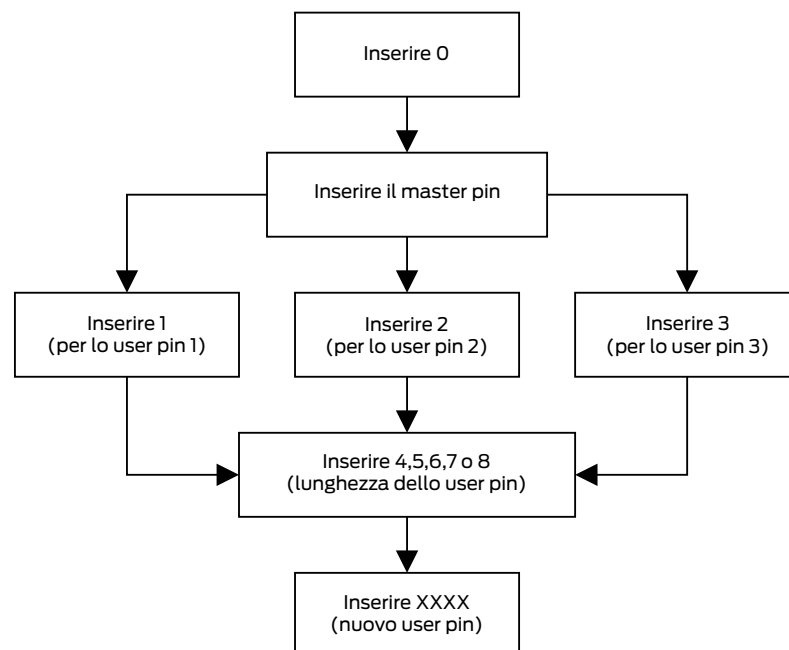 Inserire 0
Inserire il master pin
Inserire 1
(per lo user pin 1)
Inserire 2
(per lo user pin 2)
Inserire 3
(per lo user pin 3)
Inserire 4,5,6,7 o 8
(lunghezza dello user pin)
Inserire XXXX
(nuovo user pin)